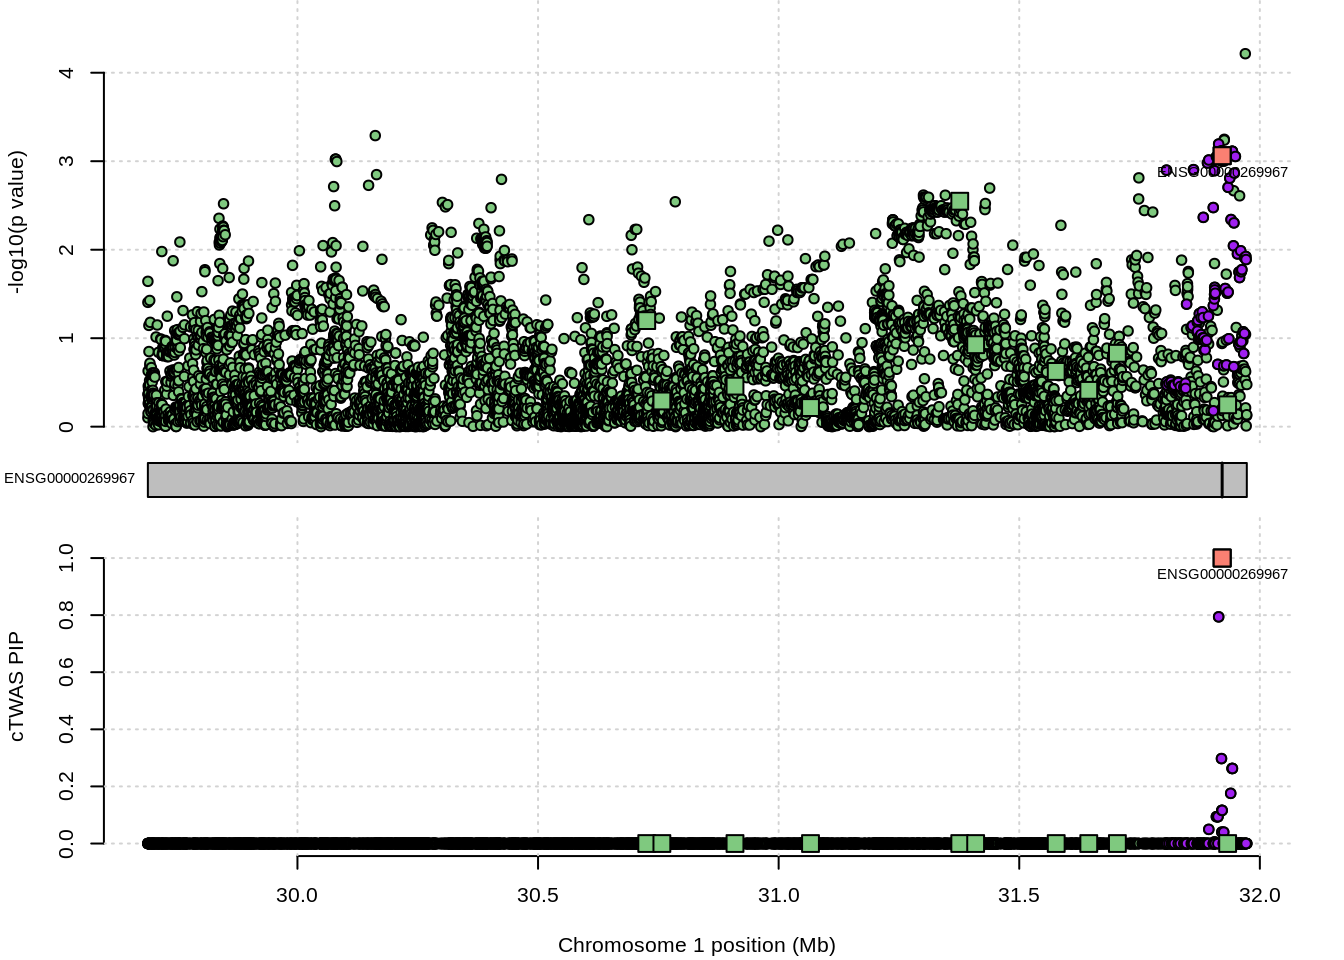 -log10(p value)
4
3
2
1
0
ENSG00000269967
ENSG00000269967
cTWAS PIP
1.0
0.8
0.6
0.4
0.2
0.0
ENSG00000269967
30.0 30.5 31.0 31.5 32.0
Chromosome 1 position (Mb)